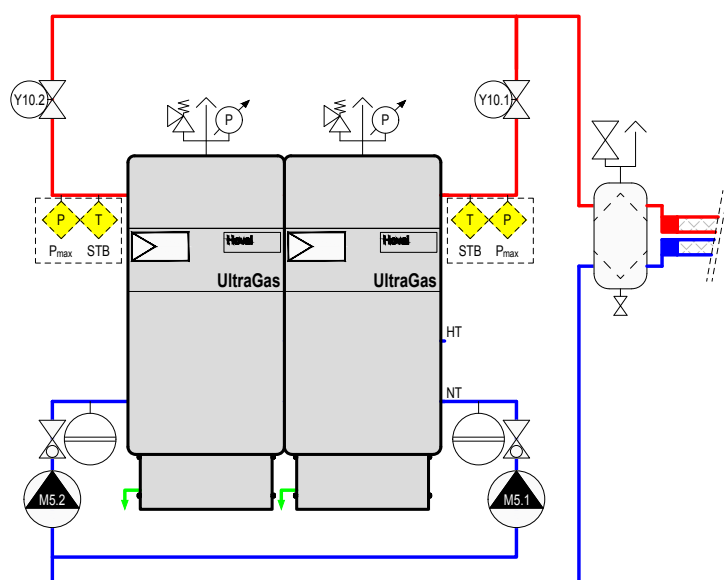 Y10.2
P
P
Y10.1
P
T
T
P
Pmax
STB
STB
Pmax
Hoval
Hoval
UltraGas
UltraGas
HT
NT
M5.2
M5.1